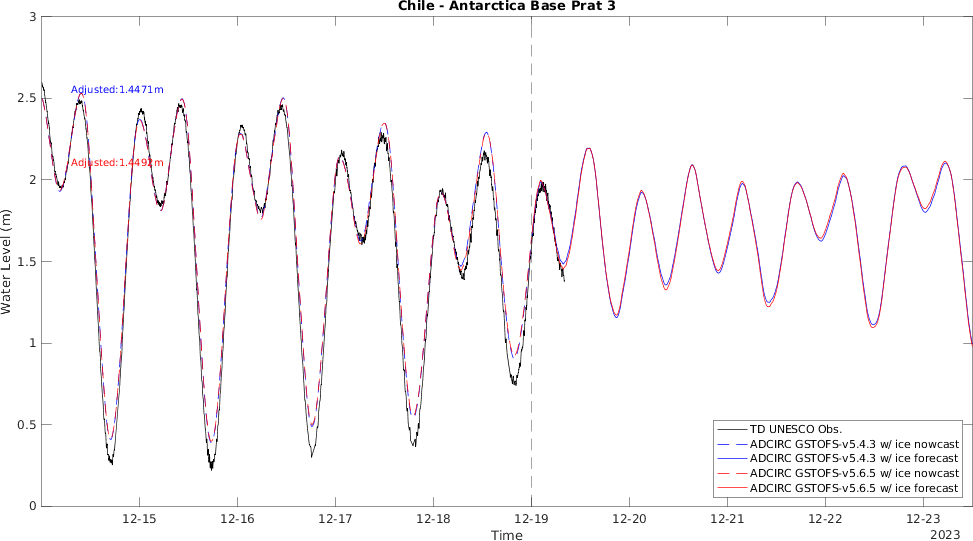 Chile - Antarctica Base Prat 3
3
2.5
2
1.5
1
0.5
0
Water Level (m)
Adjusted:1.4471m
Adjusted:1.4492m
TD UNESCO Obs.
ADCIRC GSTOFS-v5.4.3 w/ ice nowcast
ADCIRC GSTOFS-v5.4.3 w/ ice forecast
ADCIRC GSTOFS-v5.6.5 w/ ice nowcast
ADCIRC GSTOFS-v5.6.5 w/ ice forecast
12-15 12-16 12-17 12-18 12-19 12-20 12-21 12-22 12-23
Time
2023